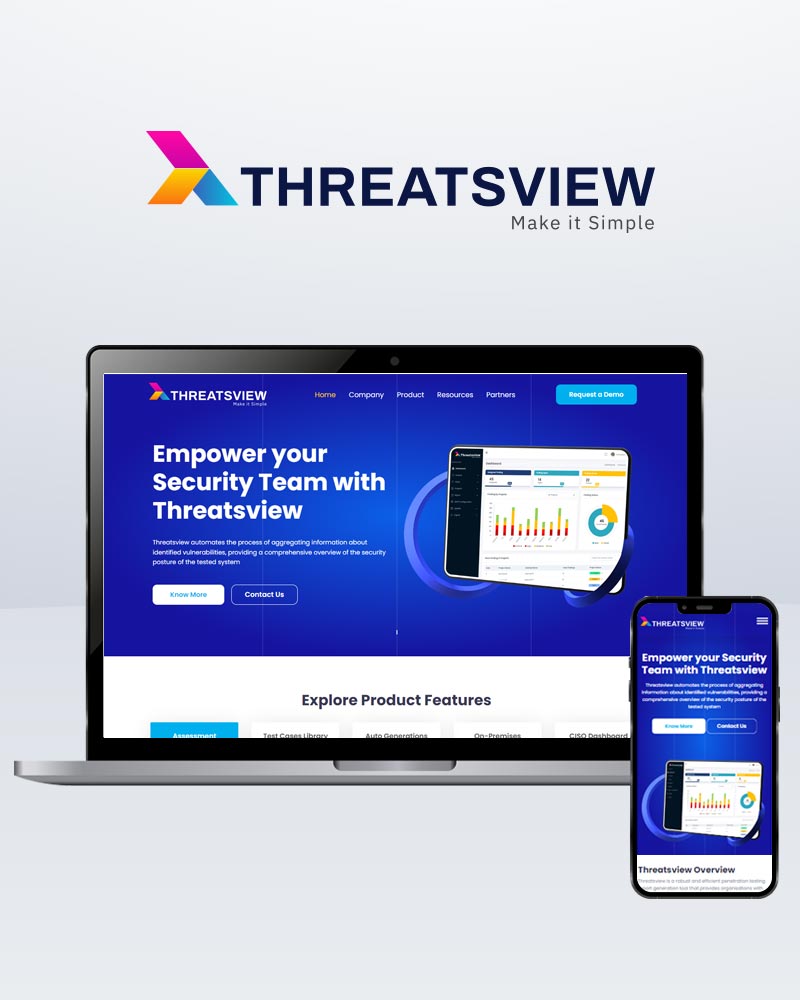 THREATSVIEW
Make it Simple
THREATSVIEW
Make it Simple
Home Company Product Resources Partners Request a Demo
Empower your
Security Team with
Threatsview
Threatsview automates the process of aggregating information about
identified vulnerabilities, providing a comprehensive overview of the security
posture of the tested system
Know More Contact Us
Dashboard
Explore Product Features
Assessment Test Cases Library Auto Generations On-Premises CISO Dashboard
THREATSVIEW
Empower your Security
Team with Threatsview
Threatsview automates the process of aggregating
information about identified vulnerabilities, providing a
comprehensive overview of the security posture of the
tested system
Know More Contact Us
Threatsview Overview
Threatsview is a robust and efficient penetration testing
report generation tool that provides organisations with